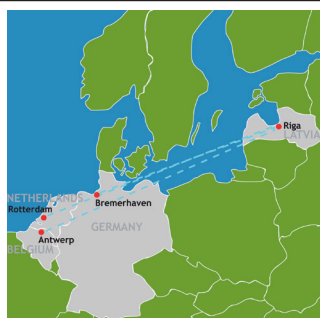 Riga
LATVIA
NETHERLANDS
Bremerhaven
Rotterdam
GERMANY
Antwerp
BELGIUM